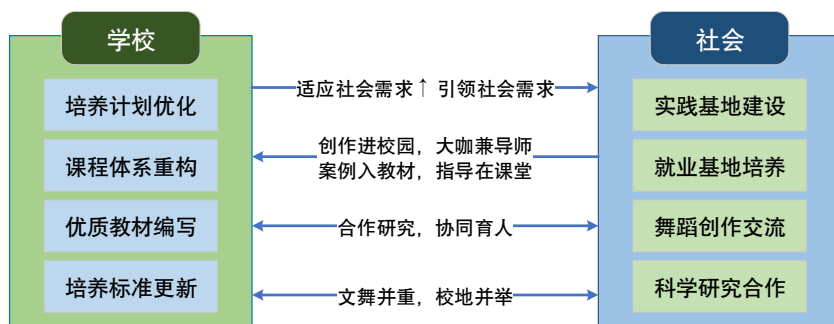 学校
社会
培养计划优化
适应社会需求↑ 引领社会需求
实践基地建设
课程体系重构
创作进校园，大咖兼导师
案例入教材，指导在课堂
就业基地培养
优质教材编写
合作研究，协同育人
舞蹈创作交流
培养标准更新
文舞并重，校地并举
科学研究合作